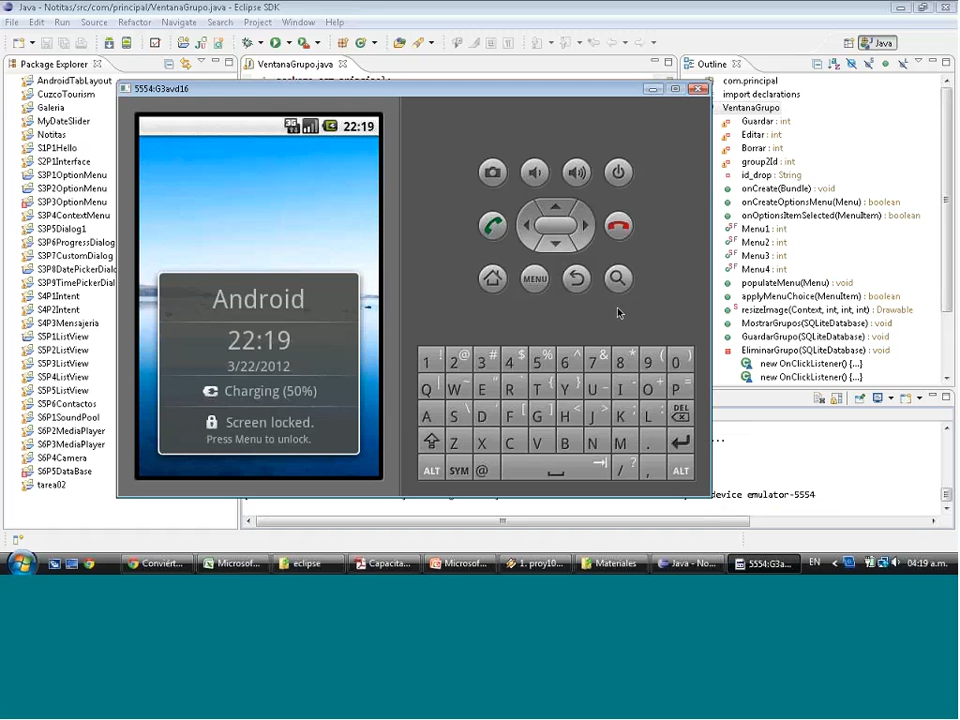 Java - Notitas/src/com/principal/VentanaGrupo.java - Eclipse SDK
File Edit Run Source Refactor Navigate Search Project Window Help
Java
Package Explorer
VentanaGrupo.java
Outline
AndroidTabLayout
CuzcoTourism
Galeria
MyDateSlider
Notitas
S1P1Hello
S2P1Interface
S3P1OptionMenu
S3P2OptionMenu
S3P3OptionMenu
S3P4ContextMenu
S3P5Dialog1
S3P6ProgressDialog
S3P8DatePickerDial
S3P9TimePickerDial
S4P1Intent
S4P2Intent
S4P3Mensajeria
S5P1ListView
S5P2ListView
S5P3ListView
S5P4ListView
S5P5ListView
S5P6Contactos
S6P1SoundPool
S6P2MediaPlayer
S6P3MediaPlayer
S6P4Camera
S6P5DataBase
tarea02
5554:G3avd16
22:19
Android
22:19
3/22/2012
Charging (50%)
Screen locked.
Press Menu to unlock.
MENU
1 ! 2 @ 3 # 4 $ 5 % 6 ^ 7 & 8 * 9 ( 0 )
Q W E R T Y U I O P
A S D F G H J K L DEL
Z X C V B N M .
ALT SYM @ / ? , ALT
com.principal
import declarations
VentanaGrupo
Guardar : int
Editar : int
Borrar : int
group2Id : int
id_drop : String
onCreate(Bundle) : void
onCreateOptionsMenu(Menu) : boolean
onOptionsItemSelected(MenuItem) : boolean
Menu1 : int
Menu2 : int
Menu3 : int
Menu4 : int
populateMenu(Menu) : void
applyMenuChoice(MenuItem) : boolean
resizeImage(Context, int, int, int) : Drawable
MostrarGrupos(SQLiteDatabase) : void
GuardarGrupo(SQLiteDatabase) : void
EliminarGrupo(SQLiteDatabase) : void
new OnClickListener() {...}
new OnClickListener() {...}
...
device emulator-5554
Conviért... Microsof... eclipse Capacita... Microsof... 1. proy10... Materiales Java - No... 5554:G3a... EN 04:19 a.m.